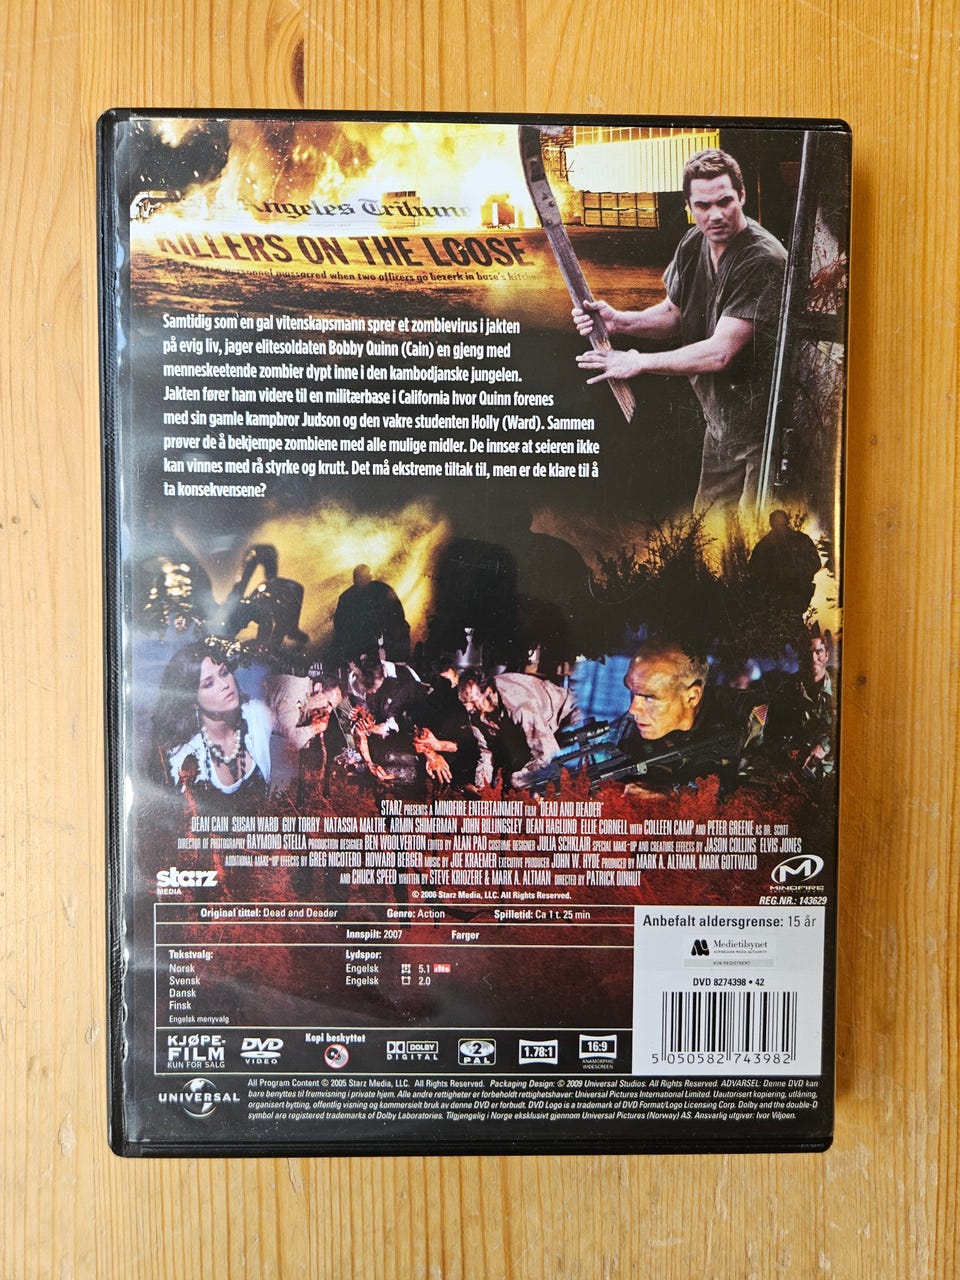 Angeles Tribune
KILLERS ON THE LOOSE
personnel massacred when two officers go bezerk in base's kitchen
Samtidig som en gal vitenskapsmann sprer et zombievirus i jakten
på evig liv, jager elitesoldaten Bobby Quinn (Cain) en gjeng med
menneskeetende zombier dypt inne i den kambodjanske jungelen.
Jakten fører ham videre til en militærbase i California hvor Quinn forenes
med sin gamle kampbror Judson og den vakre studenten Holly (Ward). Sammen
prøver de å bekjempe zombiene med alle mulige midler. De innser at seieren ikke
kan vinnes med rå styrke og krutt. Det må ekstreme tiltak til, men er de klare til å
ta konsekvensene?
STARZ PRESENTS A MINDFIRE ENTERTAINMENT FILM "DEAD AND DEADER"
DEAN CAIN SUSAN WARD GUY TORRY NATASSIA MALTHE ARMIN SHIMERMAN JOHN BILLINGSLEY DEAN HAGLUND ELLIE CORNELL WITH COLLEEN CAMP AND PETER GREENE AS DR. SCOTT
DIRECTOR OF PHOTOGRAPHY RAYMOND STELLA PRODUCTION DESIGNER BEN WOOLVERTON EDITED BY ALAN PAO COSTUME DESIGNER JULIA SCHKLAIR SPECIAL MAKE-UP AND CREATURE EFFECTS BY JASON COLLINS ELVIS JONES
ADDITIONAL MAKE-UP EFFECTS BY GREG NICOTERO HOWARD BERGER MUSIC BY JOE KRAEMER EXECUTIVE PRODUCER JOHN W. HYDE PRODUCED BY MARK A. ALTMAN, MARK GOTTWALD
AND CHUCK SPEED WRITTEN BY STEVE KRIOZERE & MARK A. ALTMAN DIRECTED BY PATRICK DINHUT
starz
MEDIA
© 2006 Starz Media, LLC. All Rights Reserved.
MINDFIRE
REG.NR.: 143629
Original tittel: Dead and Deader Genre: Action Spilletid: Ca 1 t. 25 min
Innspilt: 2007 Farger
Anbefalt aldersgrense: 15 år
Medietilsynet
NORWEGIAN MEDIA AUTHORITY
KUN REGISTRERT
Tekstvalg: Lydspor:
Norsk Engelsk 5.1 dts
Svensk Engelsk 2.0
Dansk
Finsk
Engelsk menyvalg
DVD 8274398 • 42
5 050582 743982
KJØPE-
FILM
KUN FOR SALG
DVD
VIDEO
Kopi beskyttet
DOLBY
DIGITAL
2
PAL
1.78:1
16:9
ANAMORPHIC
WIDESCREEN
UNIVERSAL
All Program Content © 2005 Starz Media, LLC. All Rights Reserved. Packaging Design: © 2009 Universal Studios. All Rights Reserved. ADVARSEL: Denne DVD kan
bare benyttes til fremvisning i privat hjem. Alle andre rettigheter er forbeholdt rettighetshaver: Universal Pictures International Limited. Uautorisert kopiering, utlåning,
organisert bytting, offentlig visning og kommersielt bruk av denne DVD er forbudt. DVD Logo is a trademark of DVD Format/Logo Licensing Corp. Dolby and the double-D
symbol are registered trademarks of Dolby Laboratories. Tilgjengelig i Norge eksklusivt gjennom Universal Pictures (Norway) AS. Ansvarlig utgiver: Ivor Viljoen.